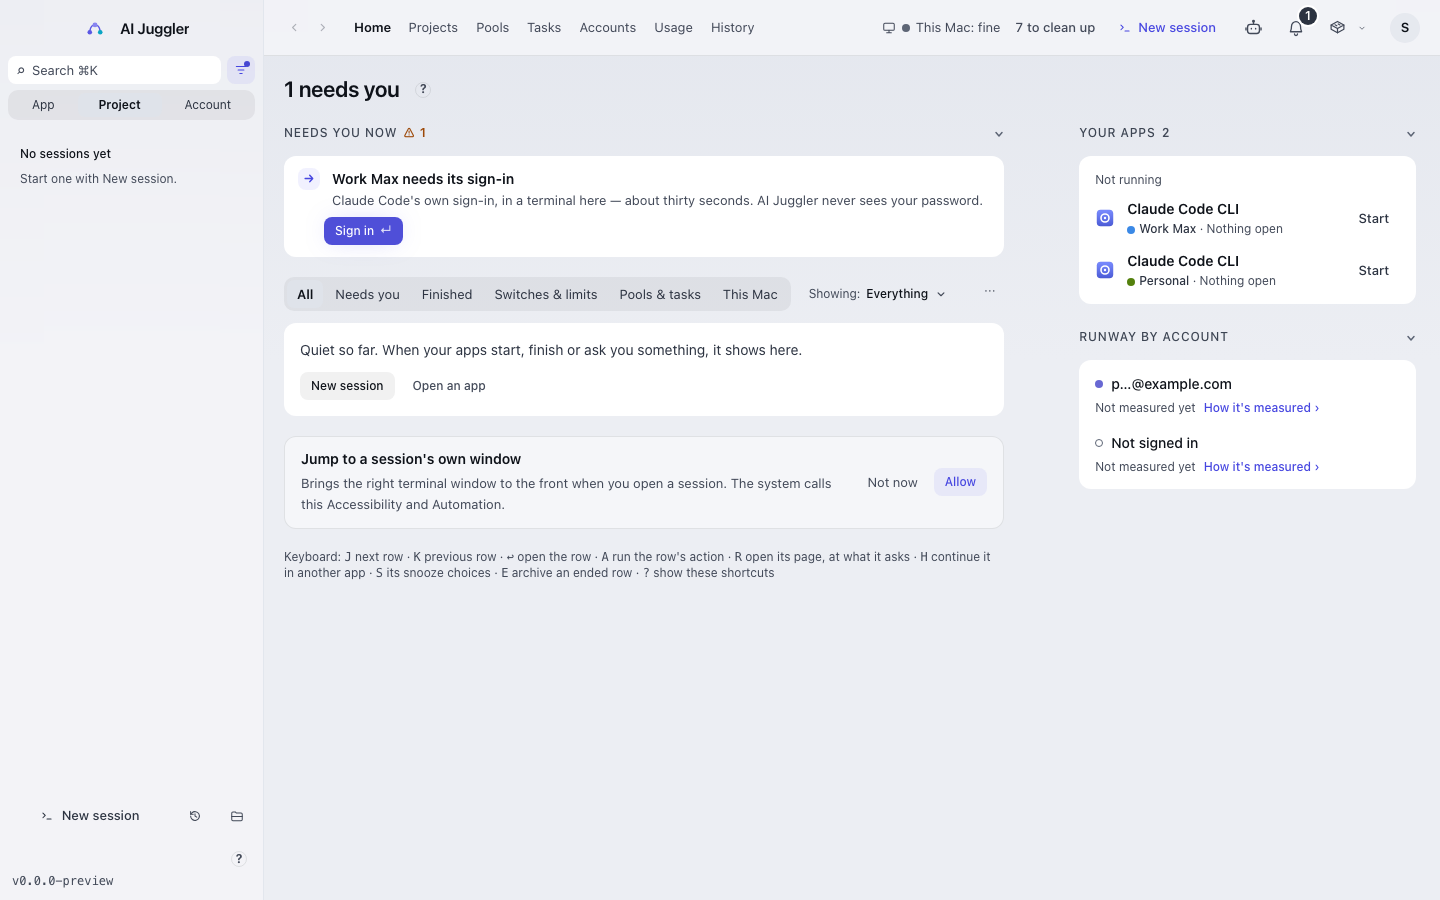 AI Juggler
Search ⌘K
App Project Account
No sessions yet
Start one with New session.
New session
?
v0.0.0-preview
Home Projects Pools Tasks Accounts Usage History
This Mac: fine 7 to clean up New session 1 S
1 needs you ?
NEEDS YOU NOW 1
Work Max needs its sign-in
Claude Code's own sign-in, in a terminal here — about thirty seconds. AI Juggler never sees your password.
Sign in ↵
All Needs you Finished Switches & limits Pools & tasks This Mac Showing: Everything ...
Quiet so far. When your apps start, finish or ask you something, it shows here.
New session Open an app
Jump to a session's own window
Brings the right terminal window to the front when you open a session. The system calls
this Accessibility and Automation.
Not now Allow
Keyboard: J next row · K previous row · ↩ open the row · A run the row's action · R open its page, at what it asks · H continue it
in another app · S its snooze choices · E archive an ended row · ? show these shortcuts
YOUR APPS 2
Not running
Claude Code CLI
Work Max · Nothing open
Start
Claude Code CLI
Personal · Nothing open
Start
RUNWAY BY ACCOUNT
p...@example.com
Not measured yet How it's measured ›
Not signed in
Not measured yet How it's measured ›